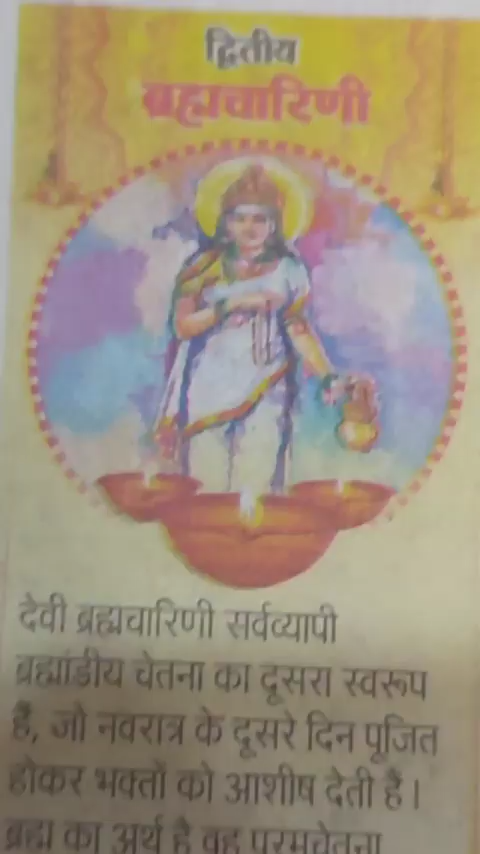 द्वितीय
ब्रह्मचारिणी
देवी ब्रह्मचारिणी सर्वव्यापी
ब्रह्मांडीय चेतना का दूसरा स्वरूप
हैं, जो नवरात्र के दूसरे दिन पूजित
होकर भक्तों को आशीष देती हैं।
ब्रह्म का अर्थ है वह परमचेतना